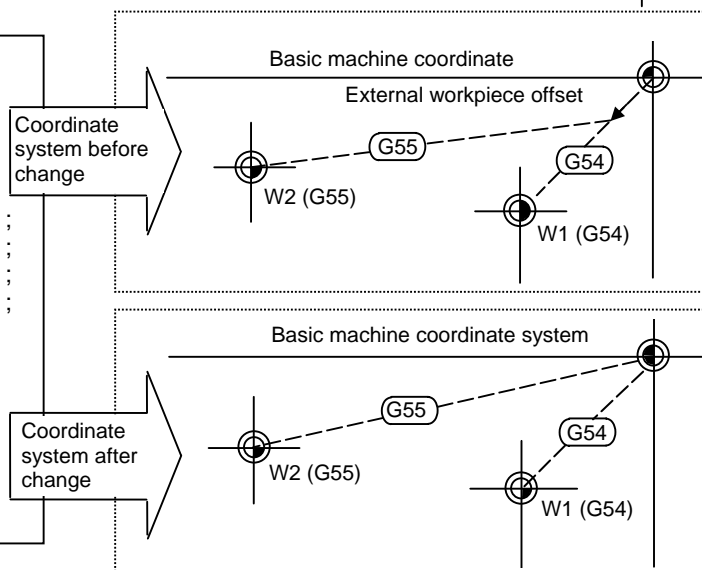 Coordinate
system before
change
Basic machine coordinate
External workpiece offset
G55
G54
W2 (G55)
W1 (G54)
;
;
;
;
;
;
Coordinate
system after
change
Basic machine coordinate system
G55
G54
W2 (G55)
W1 (G54)